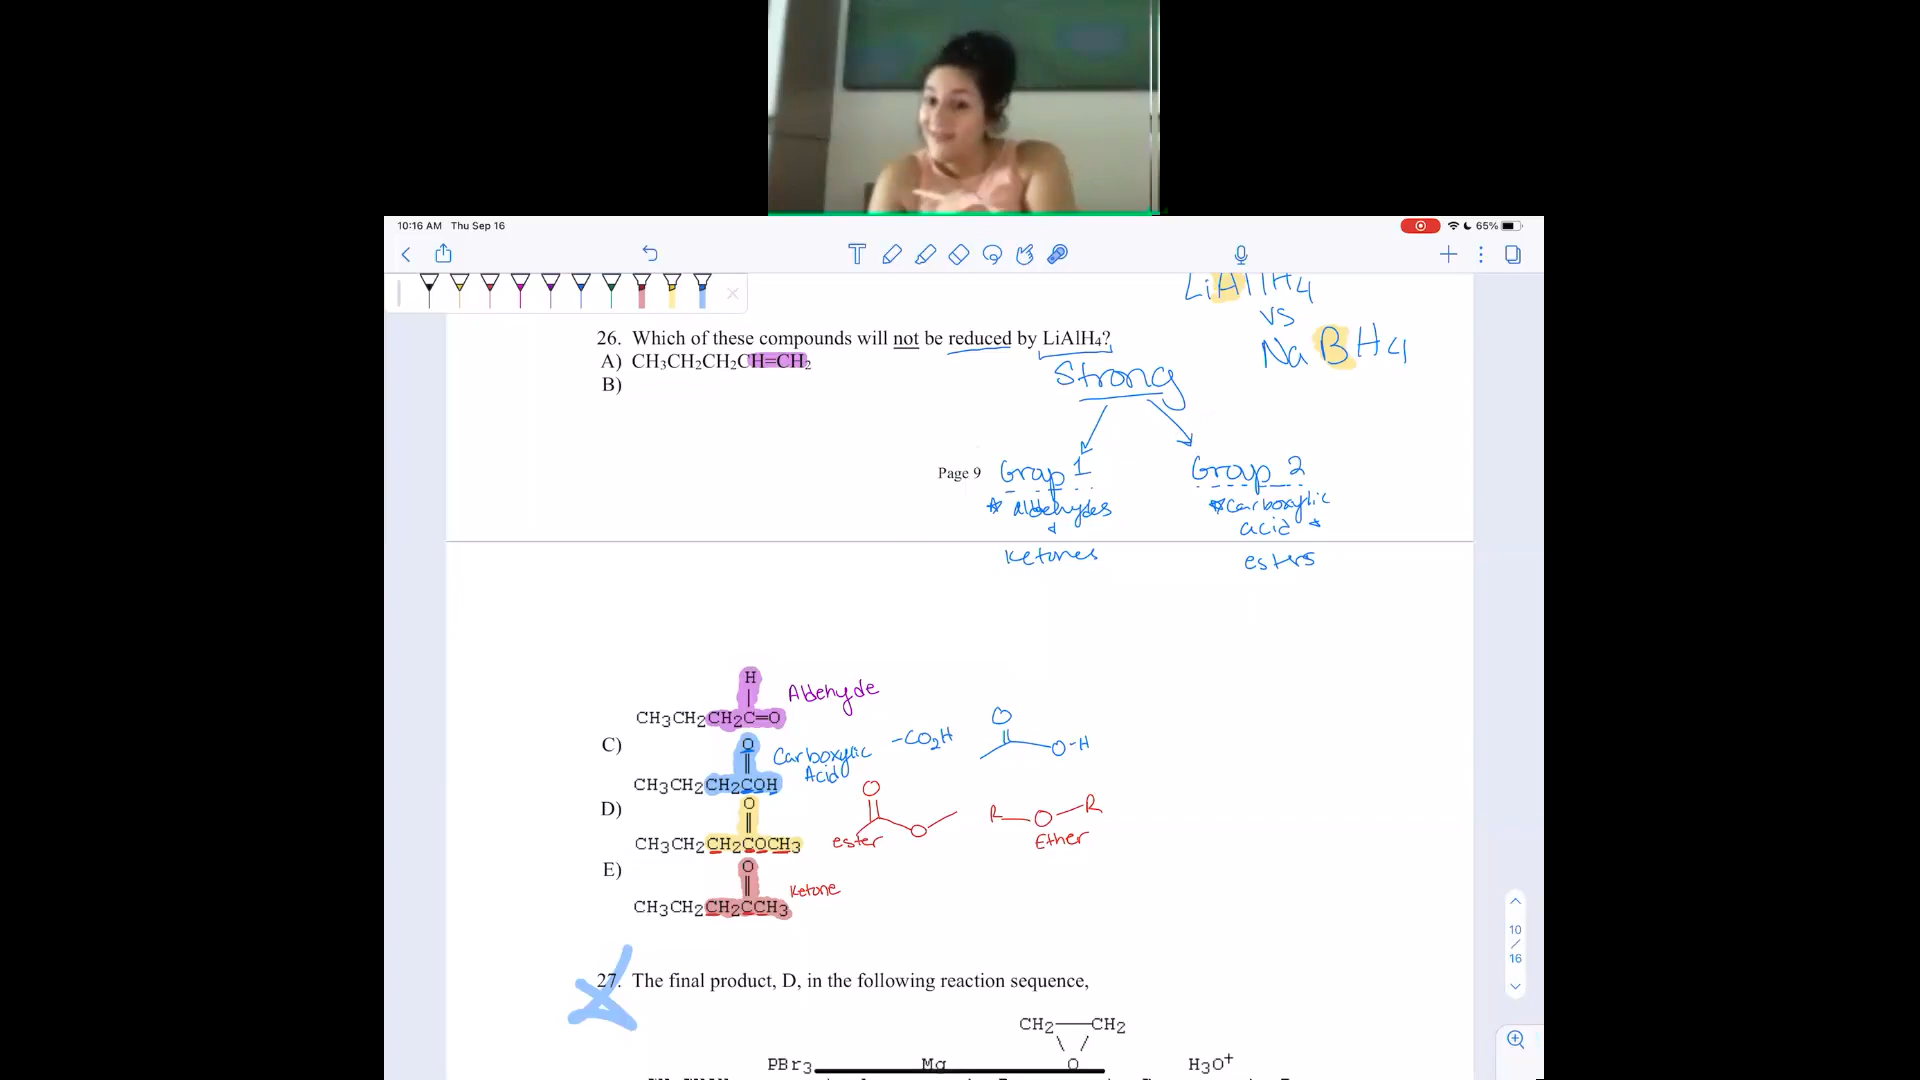 10:16 AM Thu Sep 16
65%
LiAlH4
vs
NaBH4
26. Which of these compounds will not be reduced by LiAlH4?
A) CH3CH2CH2CH=CH2
B)
Strong
Page 9
Group 1
* aldehydes
+
ketones
Group 2
*carboxylic
acid *
esters
H
Aldehyde
CH3CH2CH2C=O
C)
O
Carboxylic
Acid
-CO2H
O
O-H
CH3CH2CH2COH
D)
O
CH3CH2CH2COCH3
O
O
ester
R O R
Ether
E)
O
Ketone
CH3CH2CH2CCH3
10
/
16
27. The final product, D, in the following reaction sequence,
CH2 CH2
O
PBr3
Mg
H3O+